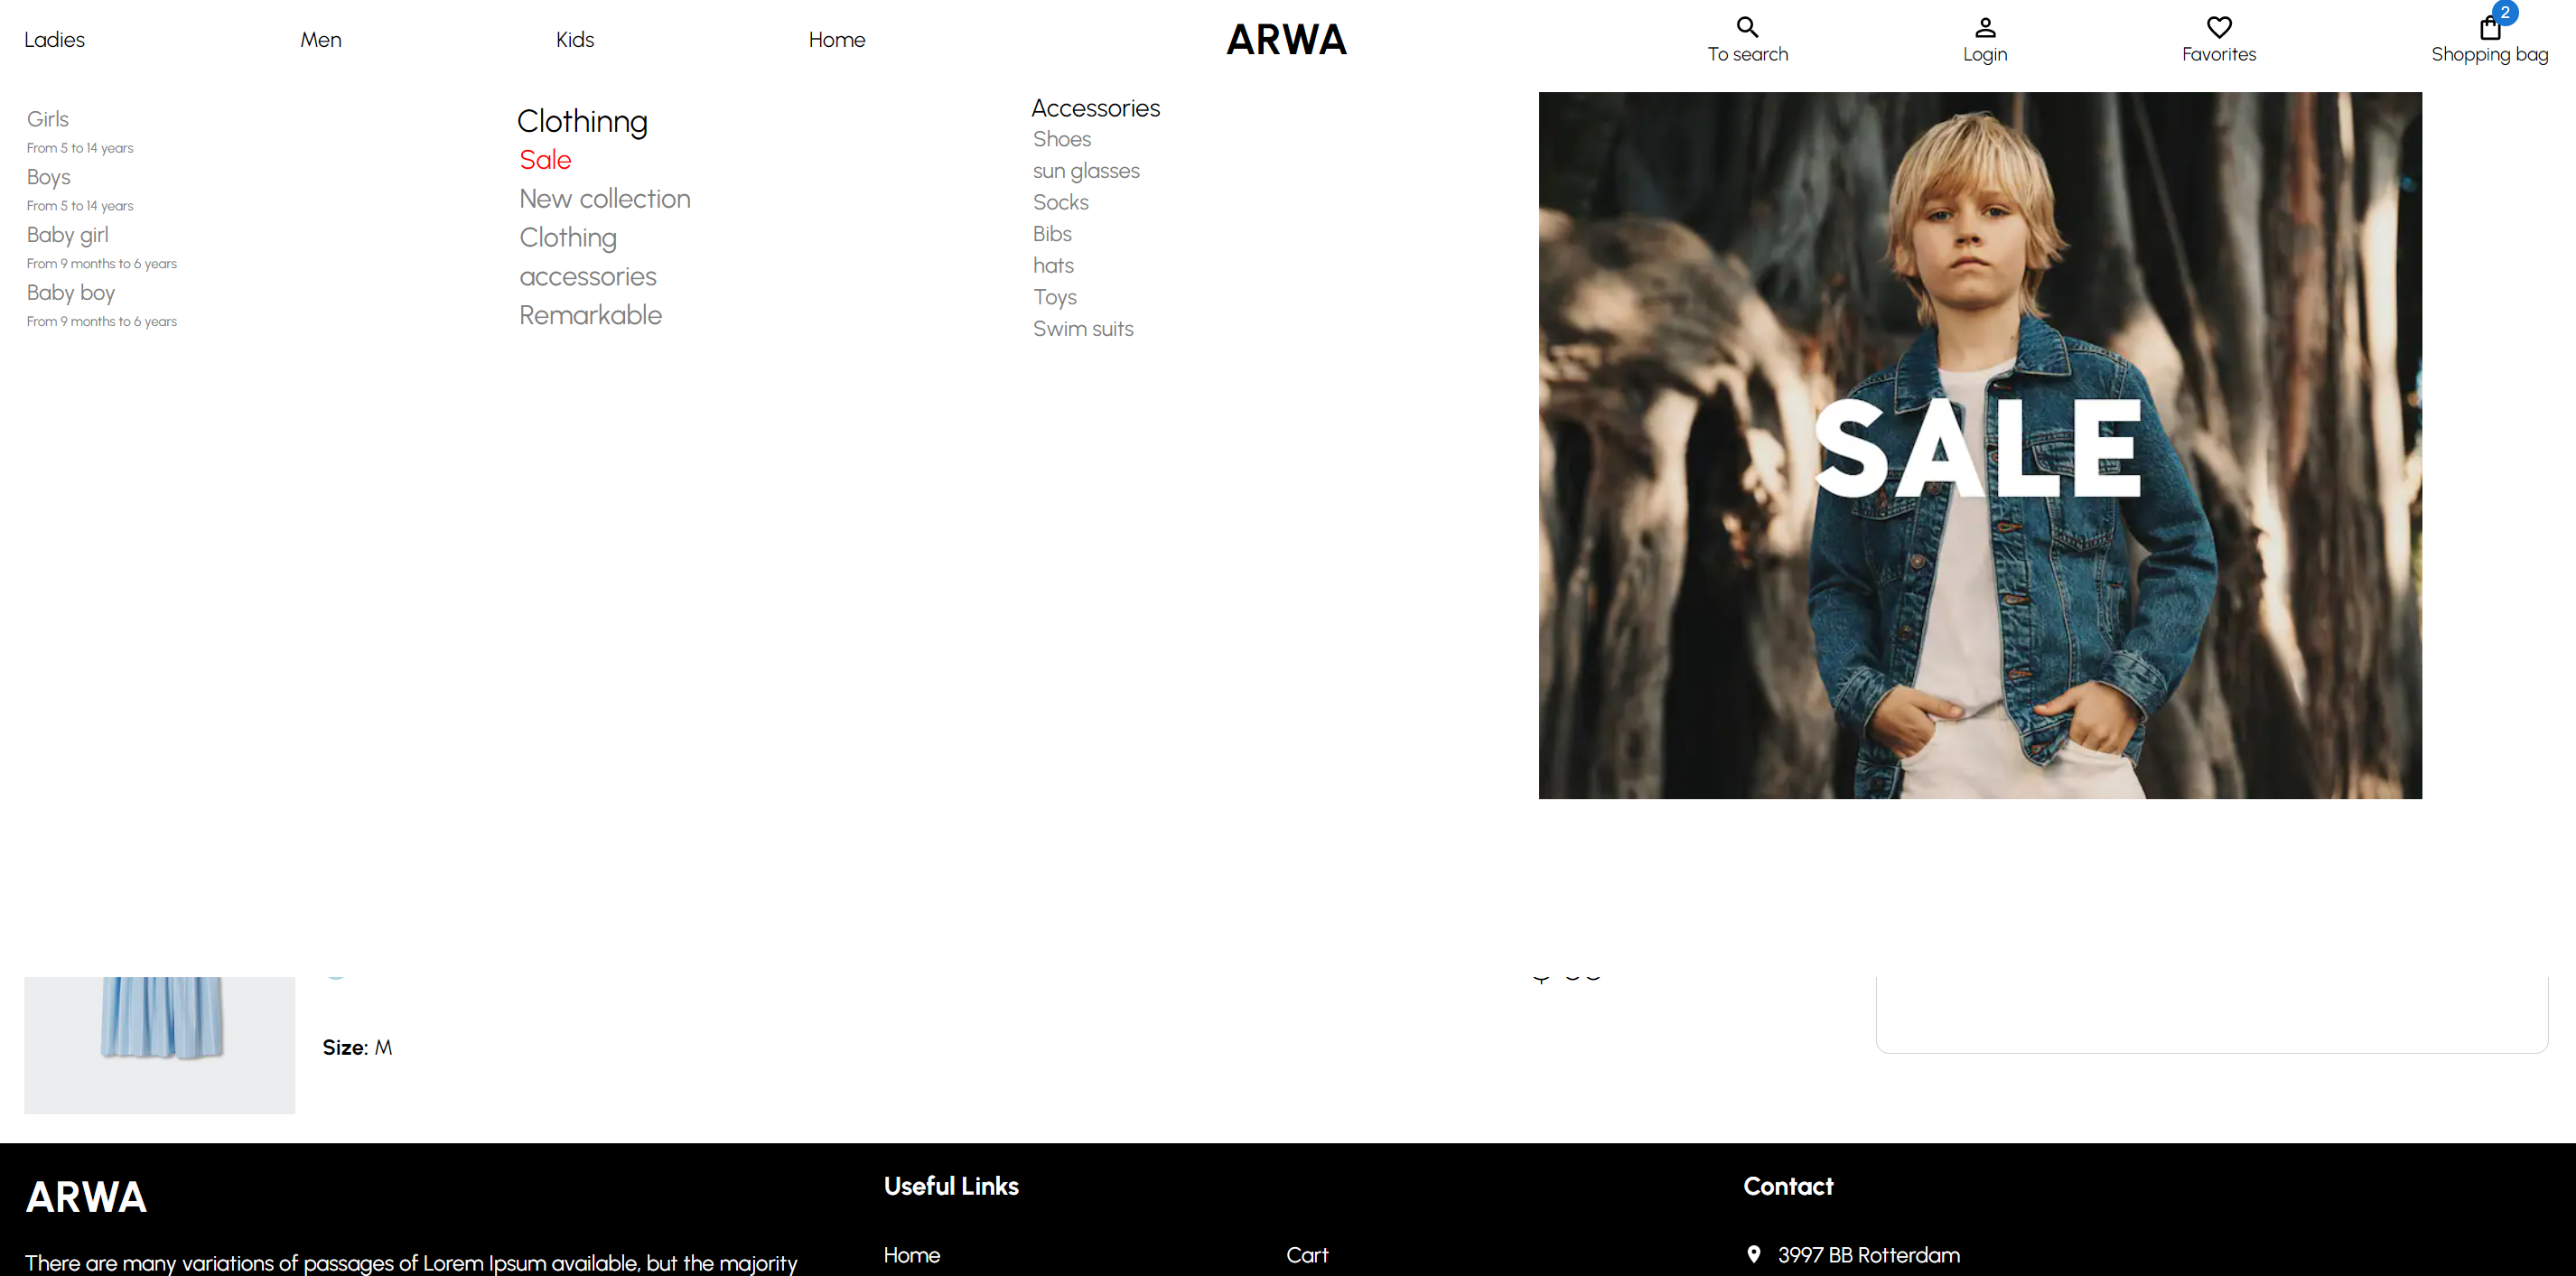 Ladies
Men
Kids
Home
ARWA
To search
Login
Favorites
2
Shopping bag
Girls
From 5 to 14 years
Boys
From 5 to 14 years
Baby girl
From 9 months to 6 years
Baby boy
From 9 months to 6 years
Clothinng
Sale
New collection
Clothing
accessories
Remarkable
Accessories
Shoes
sun glasses
Socks
Bibs
hats
Toys
Swim suits
SALE
Size: M
ARWA
There are many variations of passages of Lorem Ipsum available, but the majority
Useful Links
Home
Cart
Contact
3997 BB Rotterdam